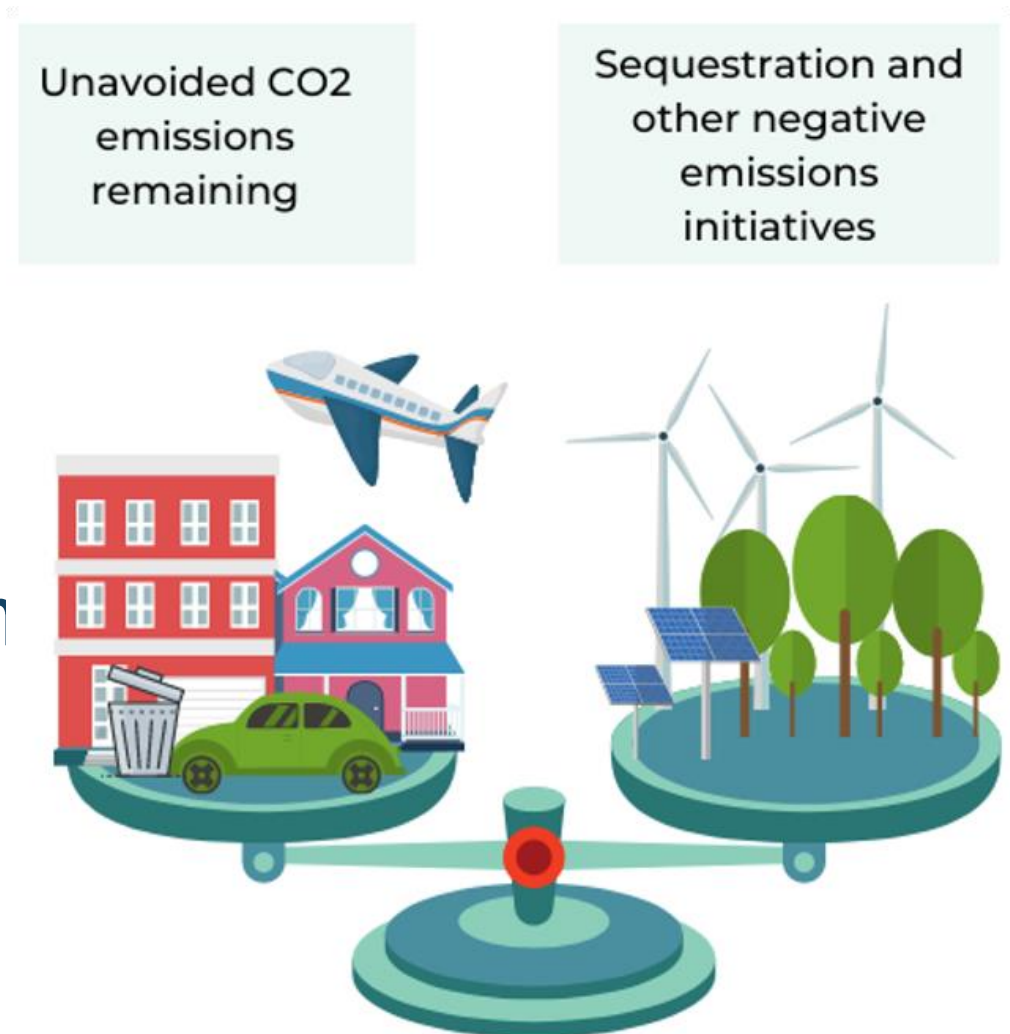 Unavoided CO2
emissions
remaining
Sequestration and
other negative
emissions
initiatives